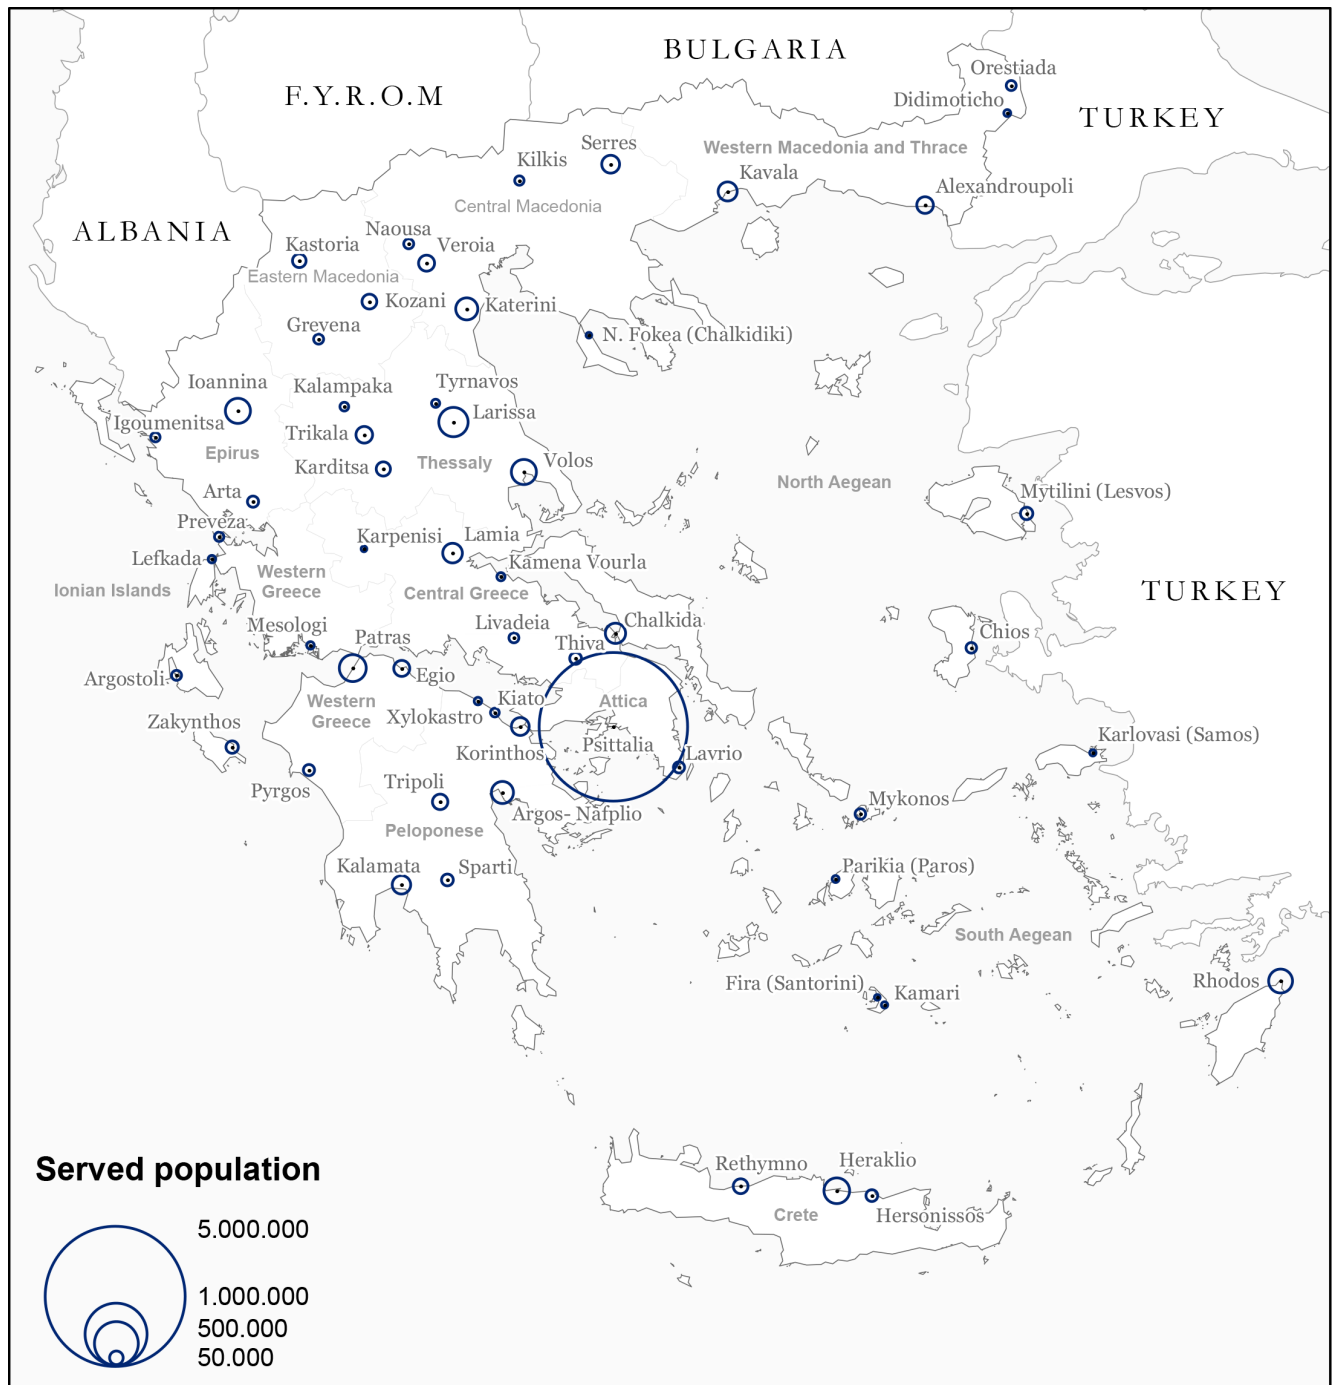 BULGARIA
Orestiada
F.Y.R.O.M
Didimoticho
TURKEY
Serres
Western Macedonia and Thrace
Kilkis
Kavala
Alexandroupoli
Central Macedonia
ALBANIA
Naousa
Kastoria
Veroia
Eastern Macedonia
Kozani
Katerini
Grevena
N. Fokea (Chalkidiki)
Ioannina
Kalampaka
Tyrnavos
Larissa
Igoumenitsa
Trikala
Epirus
Thessaly
Volos
Karditsa
North Aegean
Arta
Mytilini (Lesvos)
Preveza
Karpenisi
Lamia
Lefkada
Kamena Vourla
Western
Greece
Ionian Islands
Central Greece
TURKEY
Mesologi
Livadeia
Chalkida
Patras
Thiva
Chios
Argostoli
Egio
Western
Greece
Kiato
Attica
Xylokastro
Zakynthos
Korinthos
Psittalia
Lavrio
Karlovasi (Samos)
Pyrgos
Tripoli
Mykonos
Argos- Nafplio
Peloponese
Kalamata
Sparti
Parikia (Paros)
South Aegean
Fira (Santorini)
Kamari
Rhodos
Rethymno
Heraklio
Crete
Hersonissos
Served population
5.000.000
1.000.000
500.000
50.000